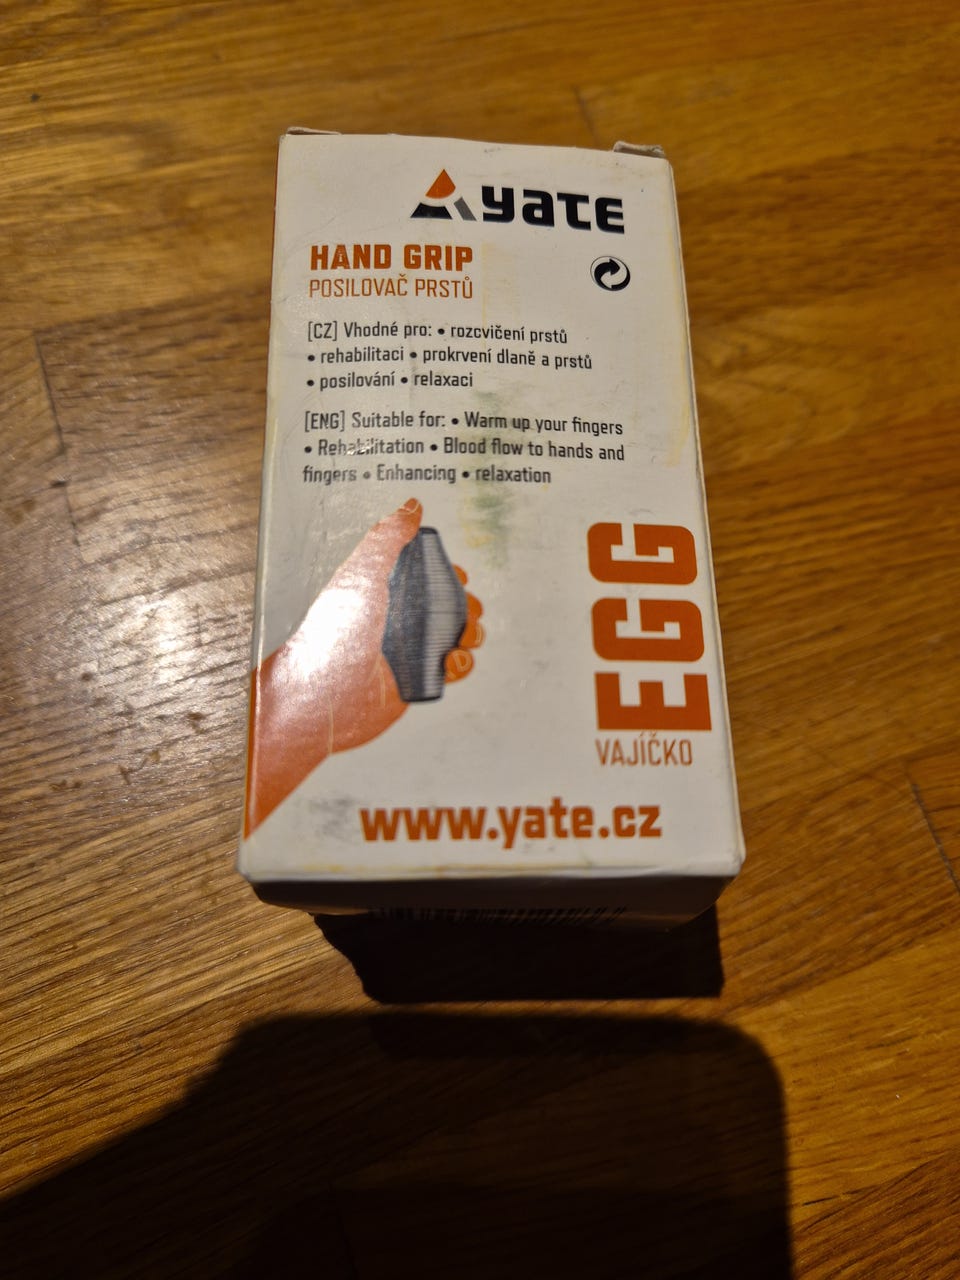 yate
HAND GRIP
POSILOVAČ PRSTŮ
[CZ] Vhodné pro: • rozcvičení prstů
• rehabilitaci • prokrvení dlaně a prstů
• posilování • relaxaci
[ENG] Suitable for: • Warm up your fingers
• Rehabilitation • Blood flow to hands and
fingers • Enhancing • relaxation
EGG
VAJÍČKO
www.yate.cz